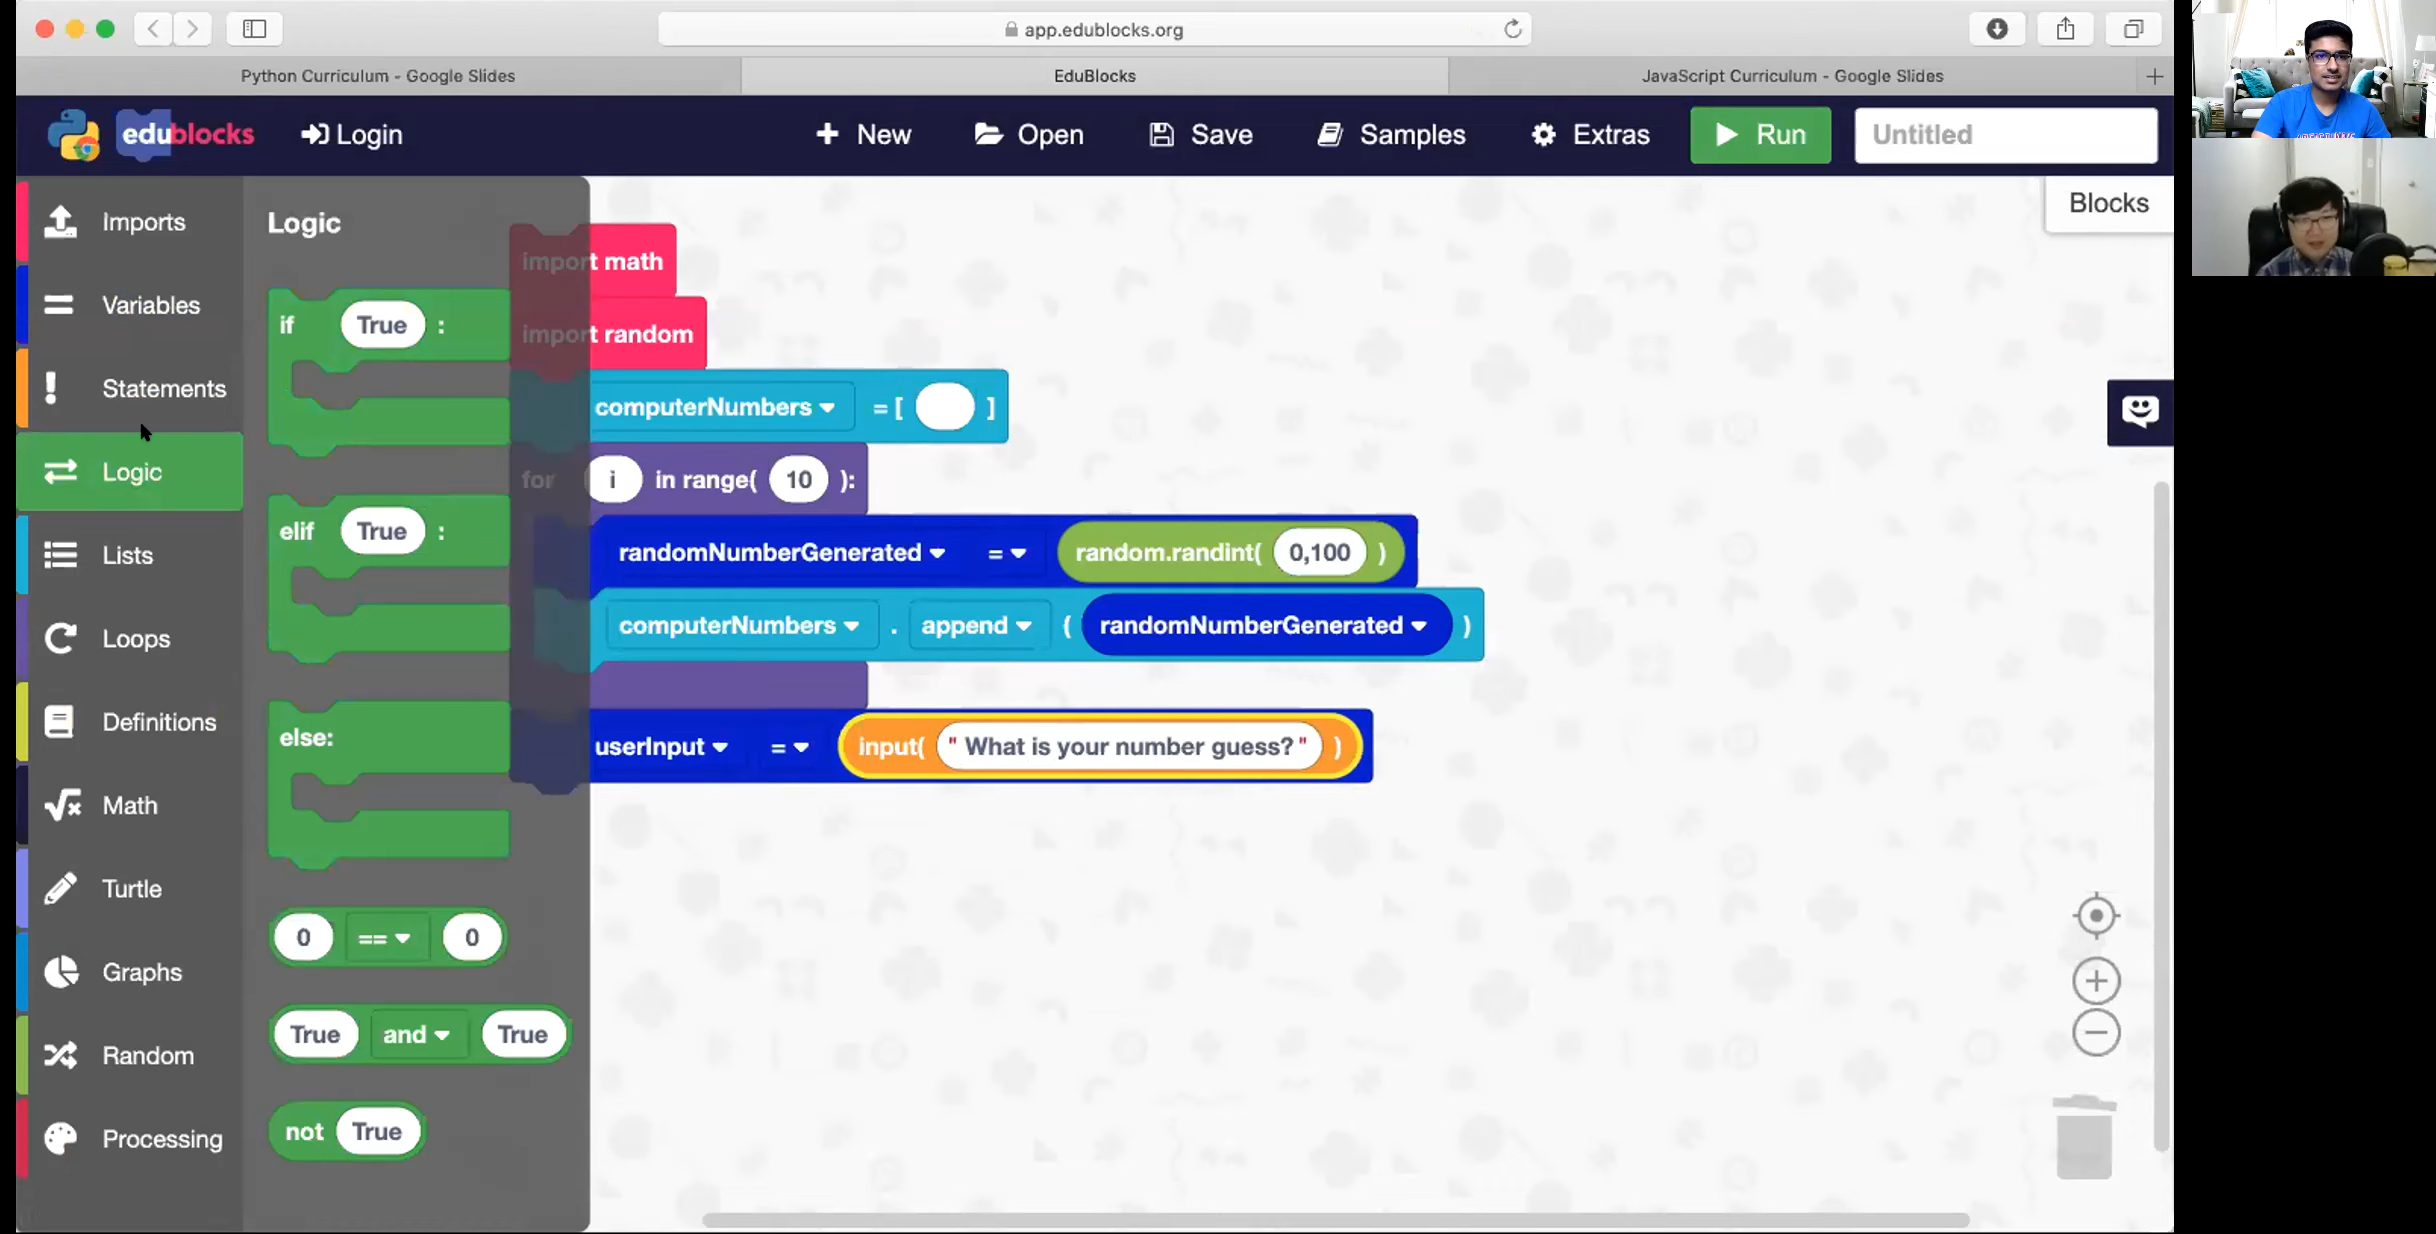 app.edublocks.org
Python Curriculum - Google Slides
EduBlocks
JavaScript Curriculum - Google Slides
edublocks
Login
New
Open
Save
Samples
Extras
Run
Untitled
Blocks
Imports
Variables
Statements
Logic
Lists
Loops
Definitions
Math
Turtle
Graphs
Random
Processing
Logic
if True :
elif True :
else:
0 == 0
True and True
not True
import math
import random
computerNumbers = [ ]
for i in range( 10 ):
randomNumberGenerated = random.randint( 0,100 )
computerNumbers . append ( randomNumberGenerated )
userInput = input( " What is your number guess? " )